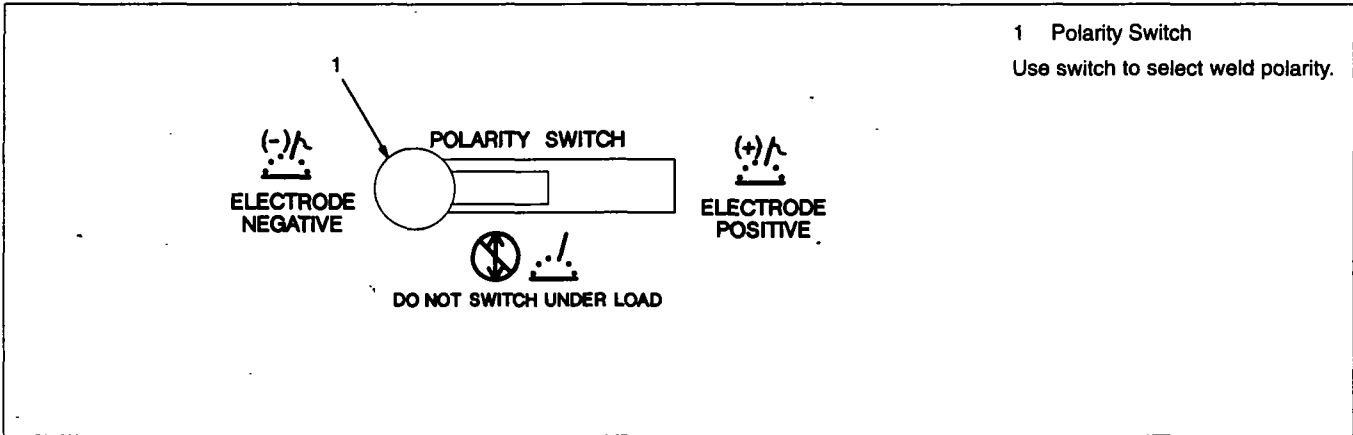 1 Polarity Switch
Use switch to select weld polarity.
1
POLARITY SWITCH
(-)
ELECTRODE
NEGATIVE
(+)
ELECTRODE
POSITIVE
DO NOT SWITCH UNDER LOAD